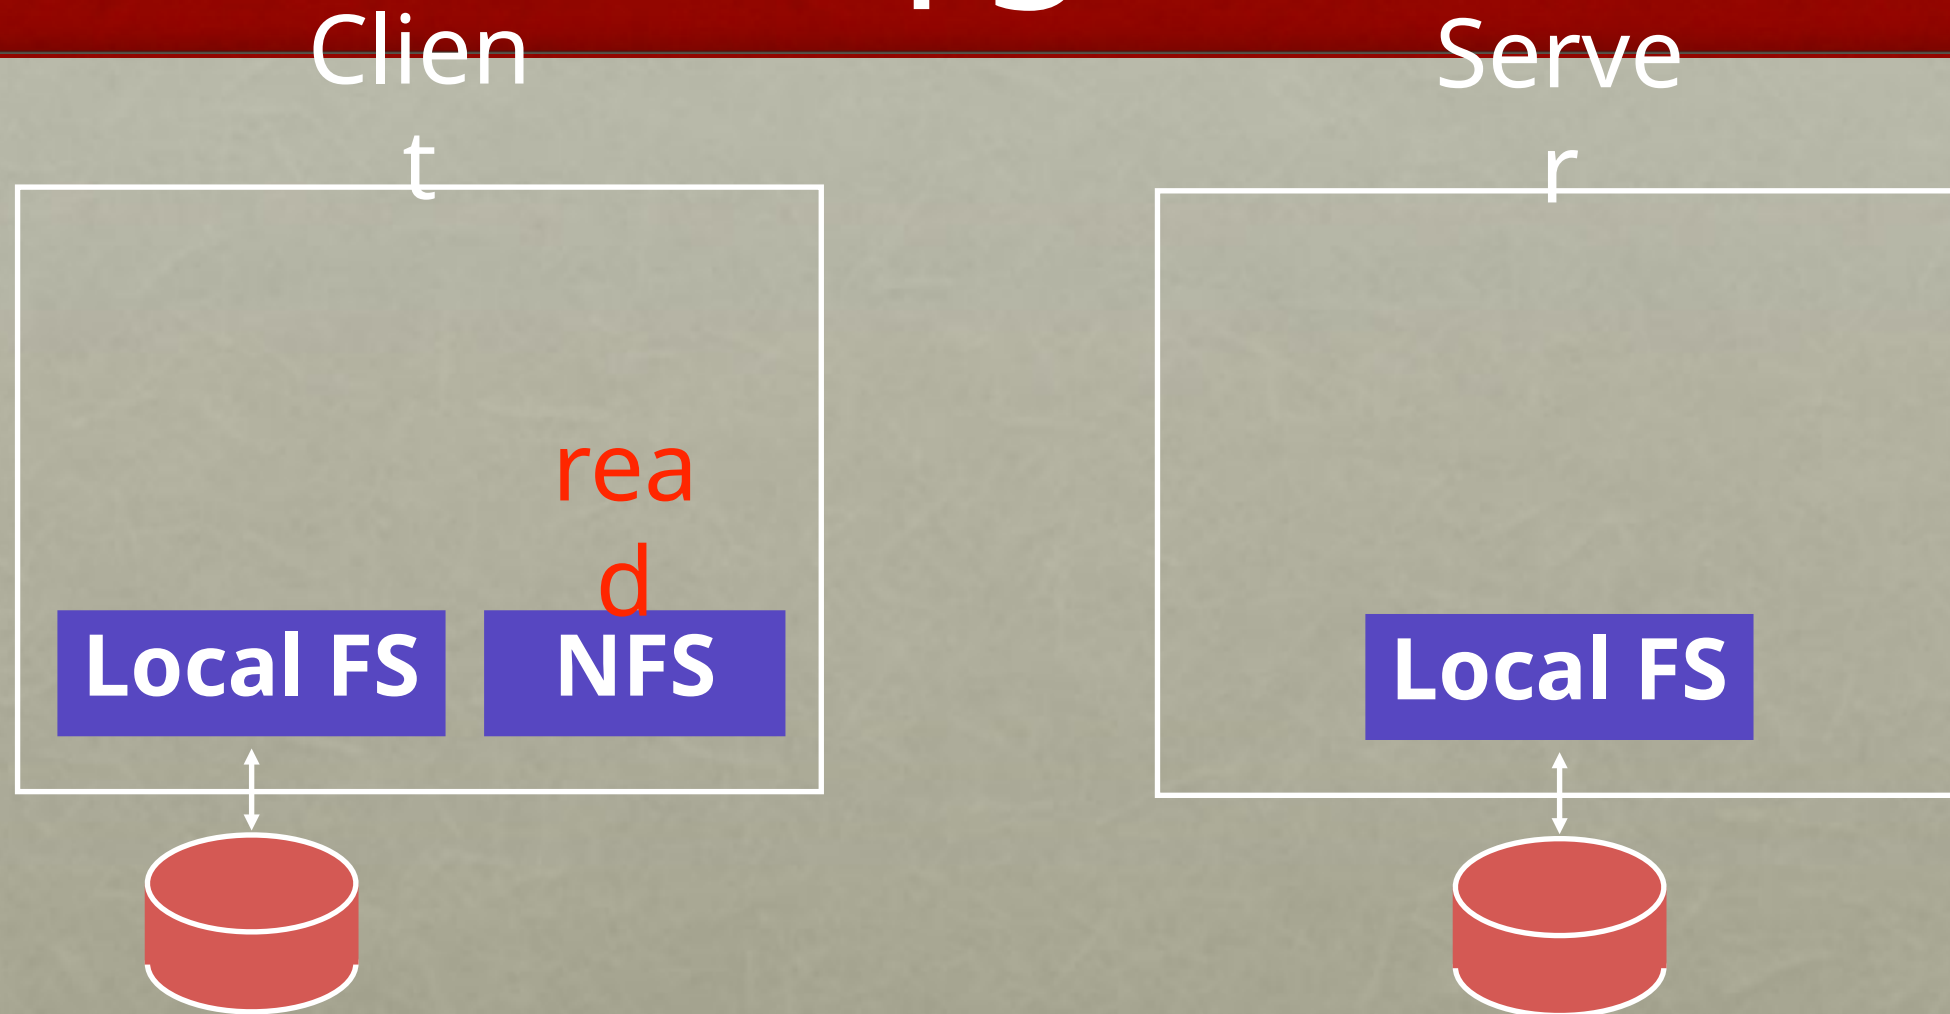 Clien
t
Serve
r
rea
d
Local FS
NFS
Local FS